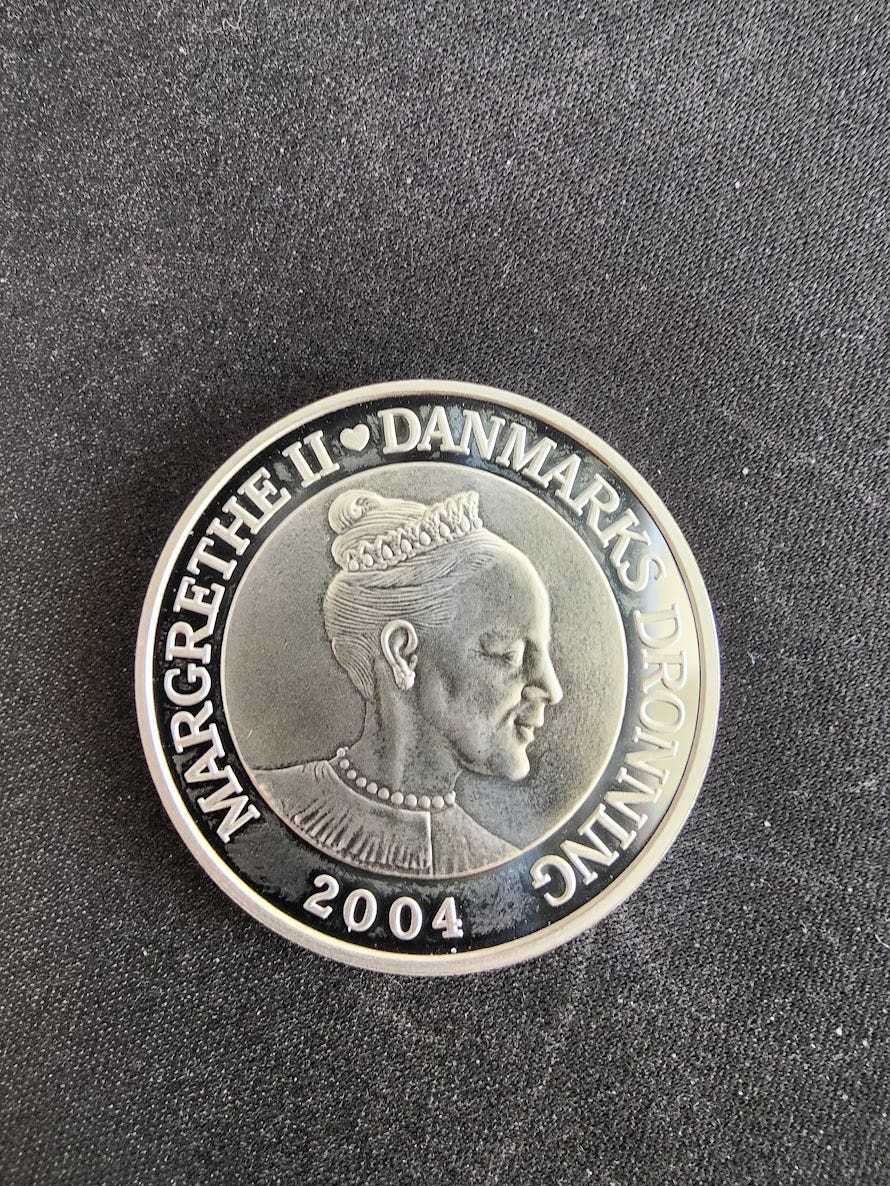 MARGRETHE II ♥ DANMARKS DRONNING
2004